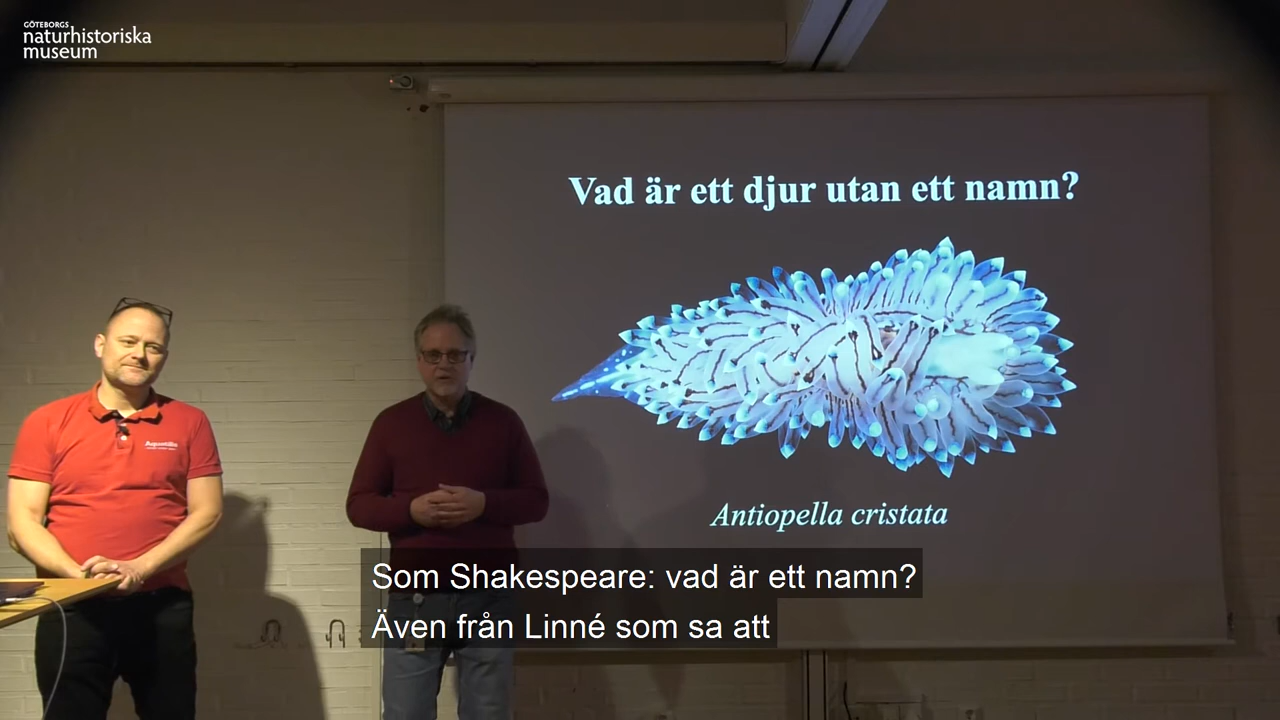 GÖTEBORGS
naturhistoriska
museum
Vad är ett djur utan ett namn?
Antiopella cristata
Aquatilis
Som Shakespeare: vad är ett namn?
Även från Linné som sa att